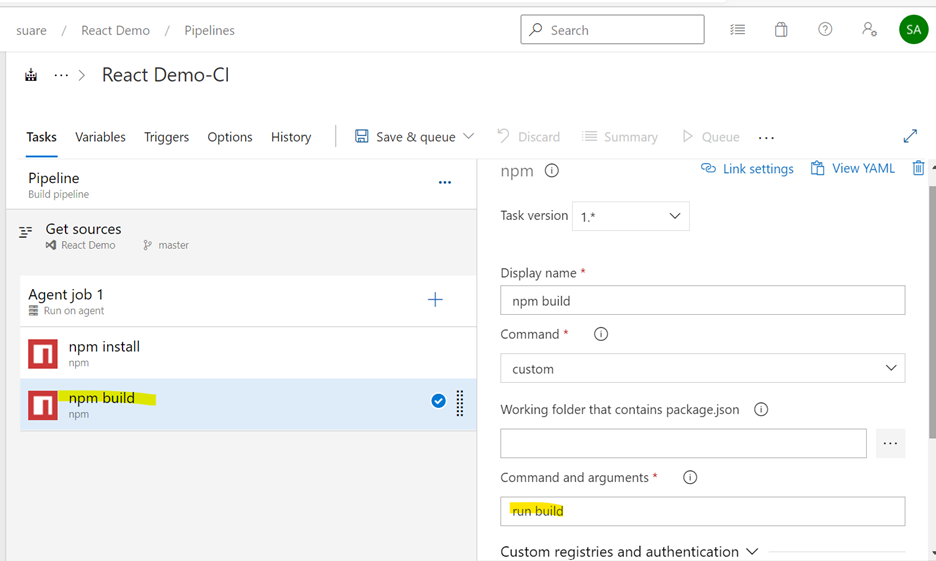 suare / React Demo / Pipelines
Search
SA
··· > React Demo-CI
Tasks Variables Triggers Options History Save & queue Discard Summary Queue ...
Pipeline
Build pipeline
Get sources
React Demo master
Agent job 1
Run on agent
npm install
npm
npm build
npm
npm Link settings View YAML
Task version 1.*
Display name *
npm build
Command *
custom
Working folder that contains package.json
...
Command and arguments *
run build
Custom registries and authentication